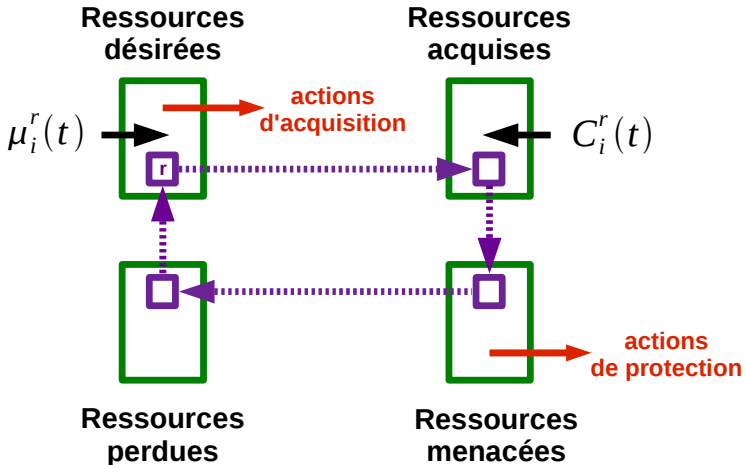 Ressources
désirées
Ressources
acquises
actions
d'acquisition
μ_i^r(t)
C_i^r(t)
r
actions
de protection
Ressources
perdues
Ressources
menacées